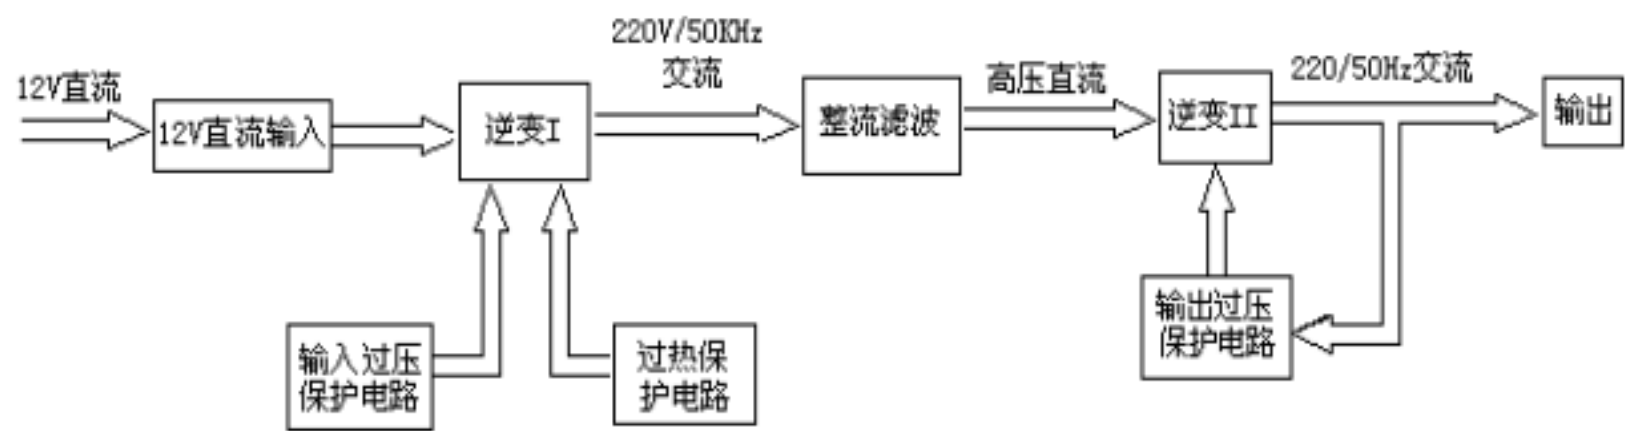 12V直流
12V直流输入
逆变I
220V/50KHz
交流
整流滤波
高压直流
逆变II
220/50Hz交流
输出
输入过压
保护电路
过热保
护电路
输出过压
保护电路